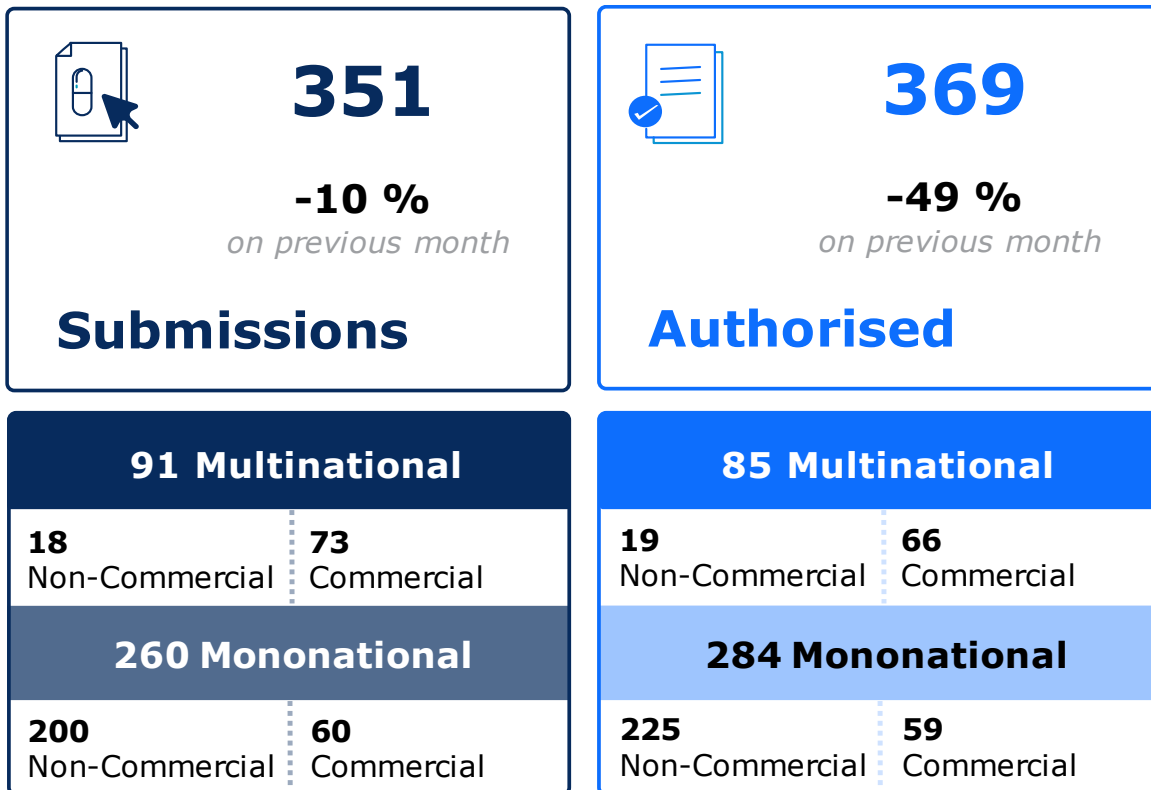 351
-10 %
on previous month
Submissions
91 Multinational
18
Non-Commercial
73
Commercial
260 Mononational
200
Non-Commercial
60
Commercial
369
-49 %
on previous month
Authorised
85 Multinational
19
Non-Commercial
66
Commercial
284 Mononational
225
Non-Commercial
59
Commercial